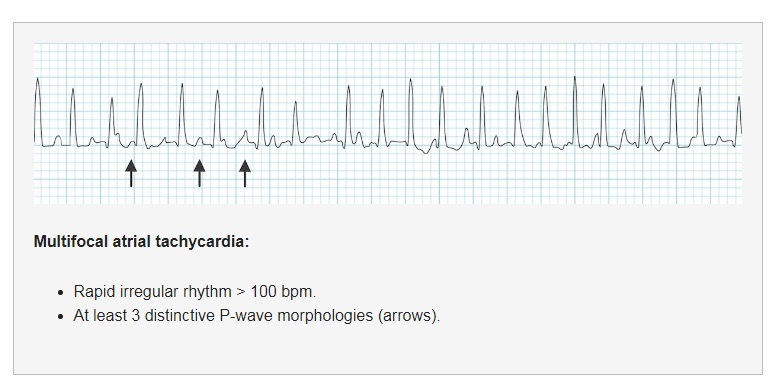 Multifocal atrial tachycardia:
Rapid irregular rhythm > 100 bpm.
At least 3 distinctive P-wave morphologies (arrows).